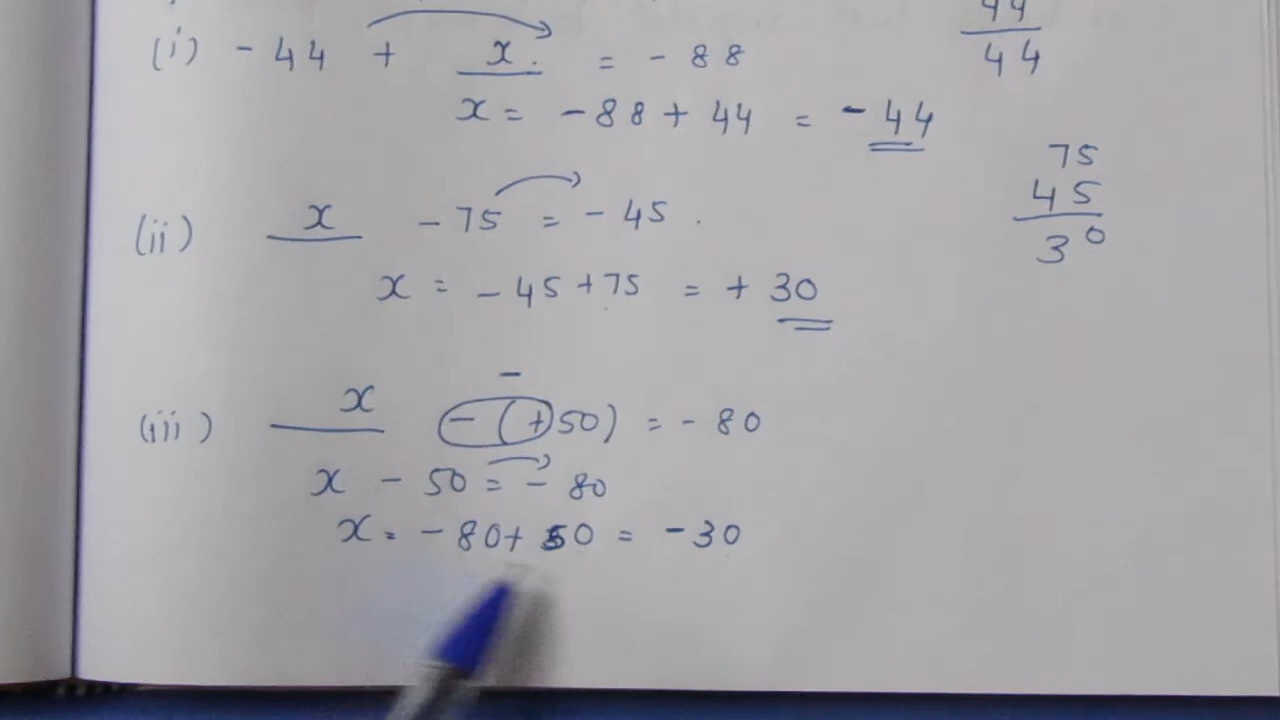 (i) - 44 + x. = - 88
x = - 88 + 44 = - 44
44
44
(ii) x - 75 = - 45 .
x = - 45 + 75 = + 30
75
45
30
-
(iii) x - (+50) = - 80
x - 50 = - 80
x = - 80 + 50 = - 30